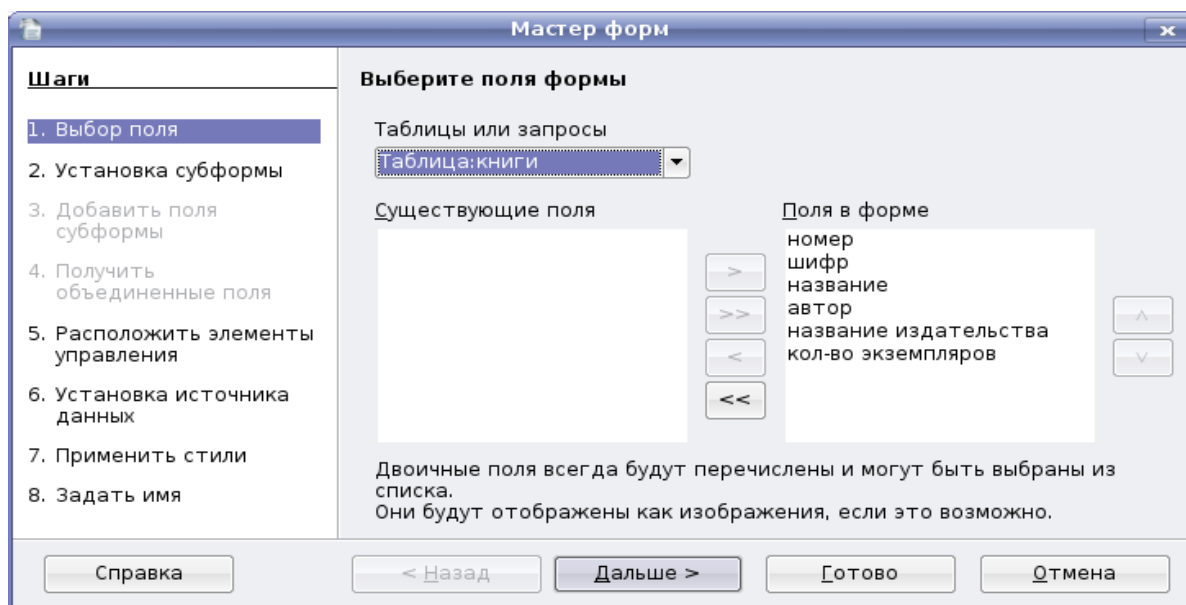 Мастер форм
Шаги
1. Выбор поля
2. Установка субформы
3. Добавить поля
субформы
4. Получить
объединенные поля
5. Расположить элементы
управления
6. Установка источника
данных
7. Применить стили
8. Задать имя
Выберите поля формы
Таблицы или запросы
Таблица:книги
Существующие поля
Поля в форме
>
>>
<
<<
номер
шифр
название
автор
название издательства
кол-во экземпляров
Двоичные поля всегда будут перечислены и могут быть выбраны из
списка.
Они будут отображены как изображения, если это возможно.
Справка
< Назад
Дальше >
Готово
Отмена